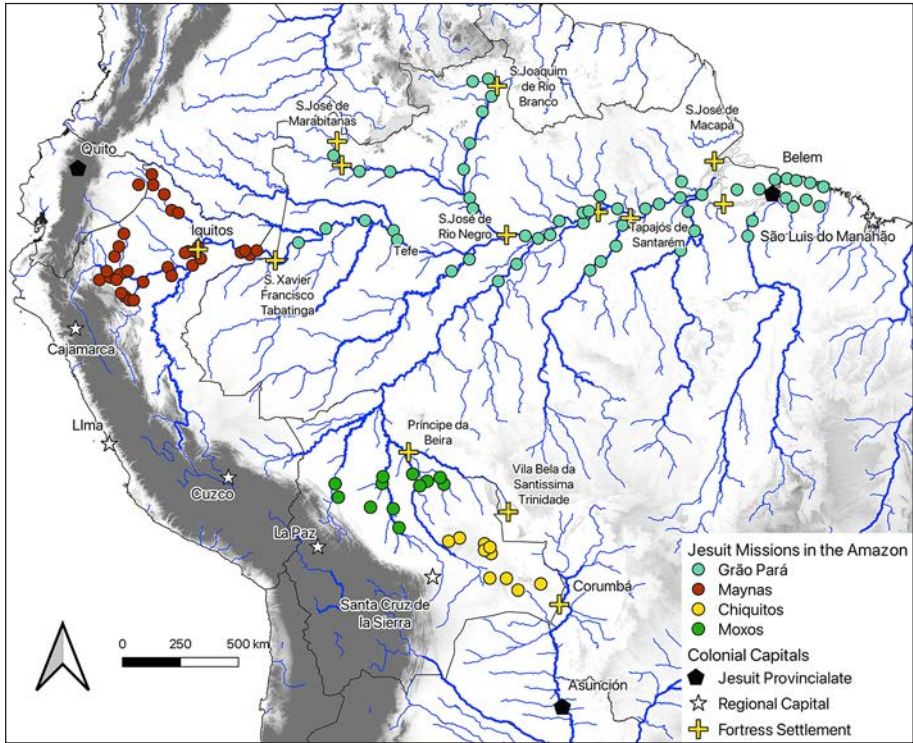 S.Joaquim
de Rio
Branco
S.José de
Marabitanas
S.José de
Macapá
Quito
Belem
Iquitos
S.José de
Rio Negro
Tapajós de
Santarém
São Luis do Manahão
Tefe
S. Xavier
Francisco
Tabatinga
Cajamarca
LIma
Príncipe da
Beira
Cuzco
Vila Bela da
Santissima
Trinidade
La Paz
Santa Cruz de
la Sierra
Corumbá
Asunción
0 250 500 km
Jesuit Missions in the Amazon
Grão Pará
Maynas
Chiquitos
Moxos
Colonial Capitals
Jesuit Provincialate
Regional Capital
Fortress Settlement